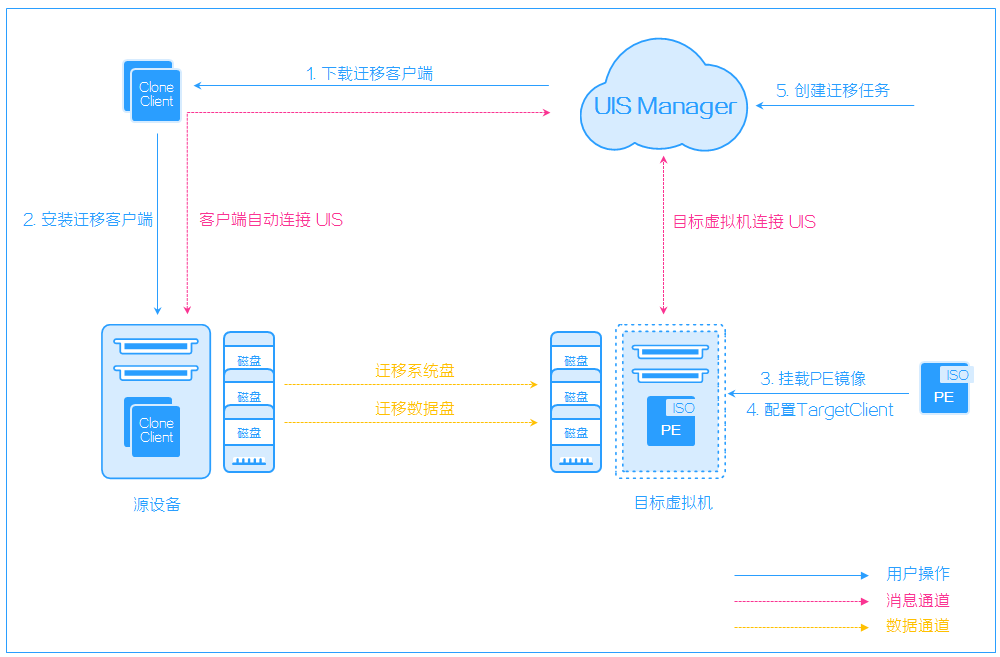 Clone
Client
1. 下载迁移客户端
UIS Manager
5. 创建迁移任务
2. 安装迁移客户端
客户端自动连接 UIS
目标虚拟机连接 UIS
Clone
Client
磁盘
磁盘
磁盘
迁移系统盘
迁移数据盘
磁盘
磁盘
磁盘
ISO
PE
3. 挂载PE镜像
4. 配置TargetClient
ISO
PE
源设备
目标虚拟机
用户操作
消息通道
数据通道